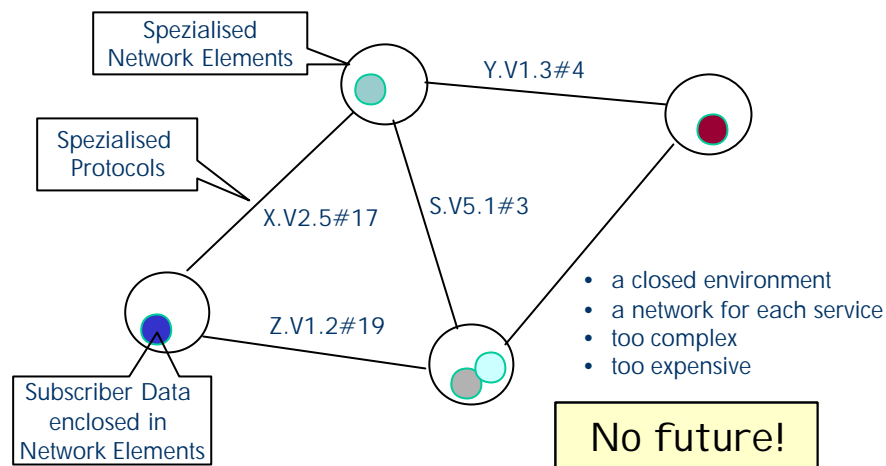 Spezialised
Network Elements
Y.V1.3#4
Spezialised
Protocols
X.V2.5#17
S.V5.1#3
Z.V1.2#19
• a closed environment
• a network for each service
• too complex
• too expensive
Subscriber Data
enclosed in
Network Elements
No future!